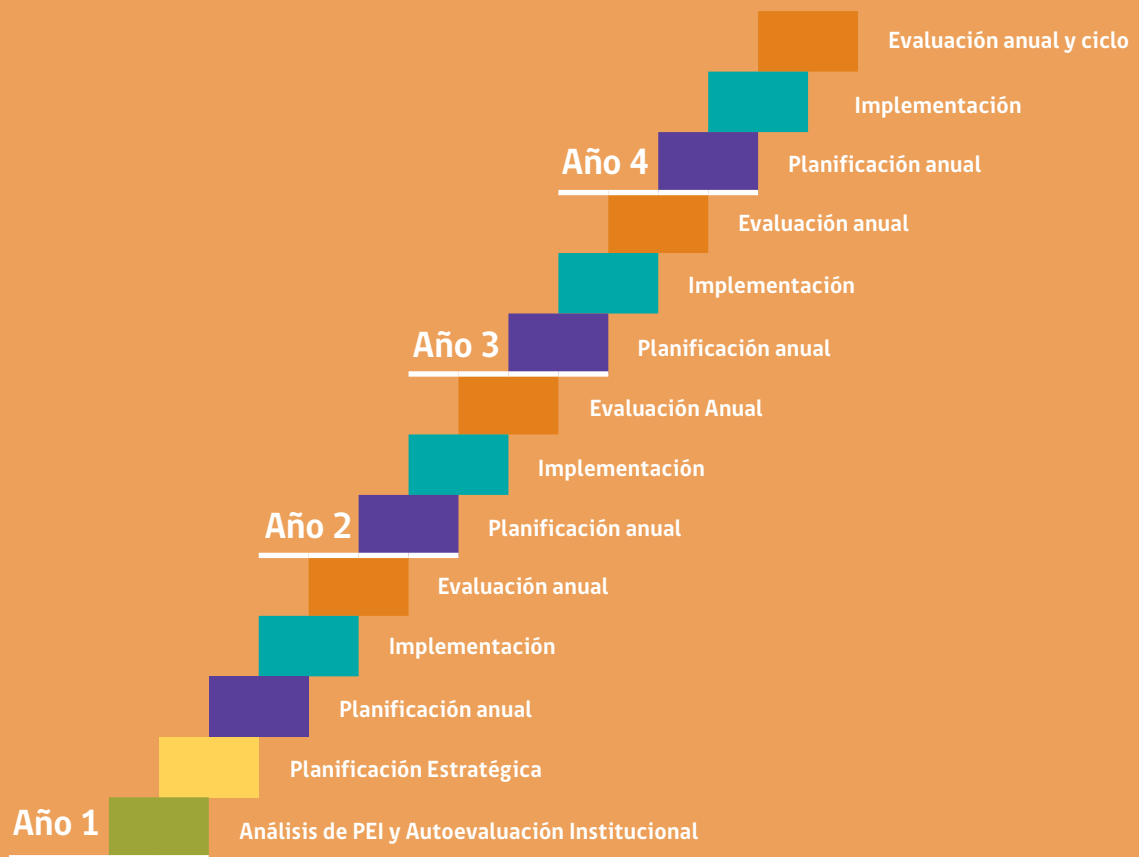 Evaluación anual y ciclo
Implementación
Año 4
Planificación anual
Evaluación anual
Implementación
Año 3
Planificación anual
Evaluación Anual
Implementación
Año 2
Planificación anual
Evaluación anual
Implementación
Planificación anual
Planificación Estratégica
Año 1
Análisis de PEI y Autoevaluación Institucional